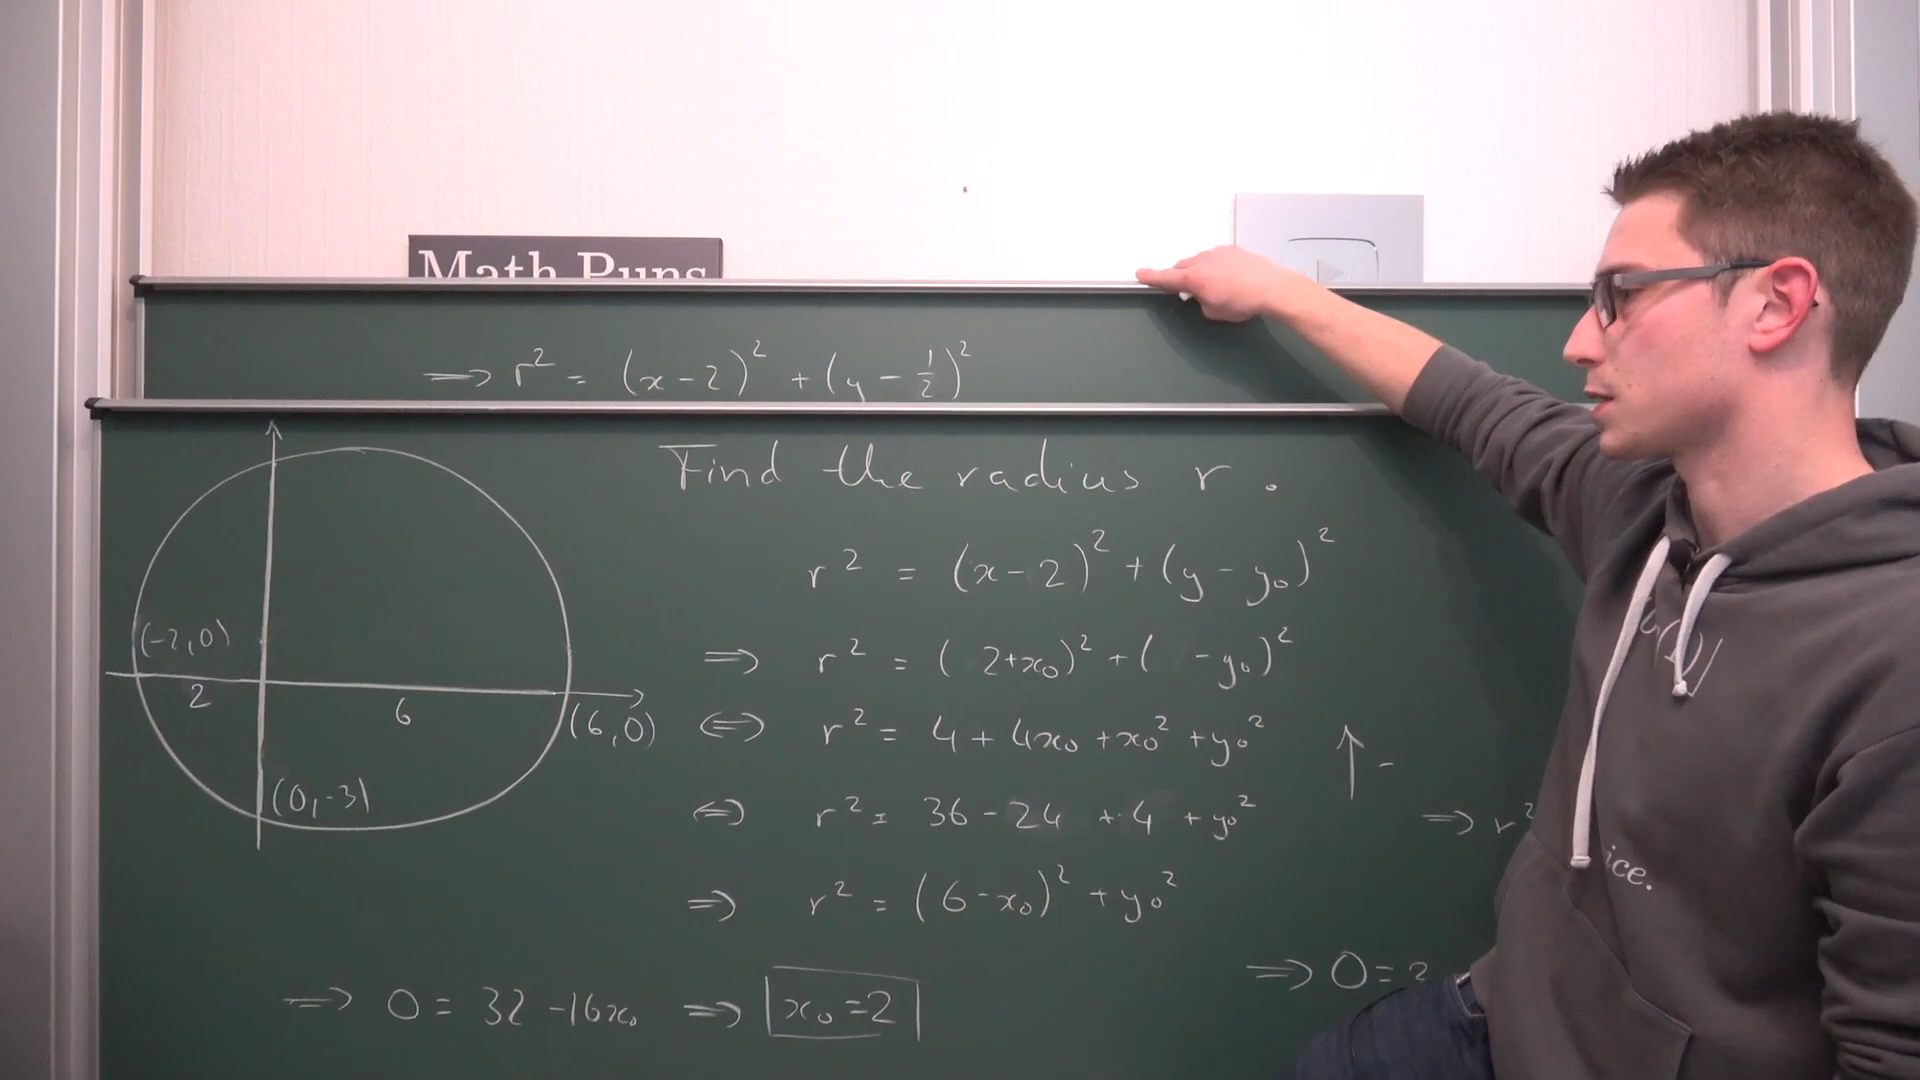 Math Puns
⟹ r² = (x-2)² + (y - 1/2)²
Find the radius r.
r² = (x-2)² + (y-y₀)²
(-2,0)
⟹ r² = (2+x₀)² + ( -y₀)²
2
6
(6,0)
⟺ r² = 4 + 4x₀ + x₀² + y₀²
↑ -
(0,-3)
⟺ r² = 36 - 24 + 4 + y₀²
⟹ r²
ice.
⟹ r² = (6-x₀)² + y₀²
⟹ 0 = 2
⟹ 0 = 32 - 16x₀ ⟹ x₀ = 2